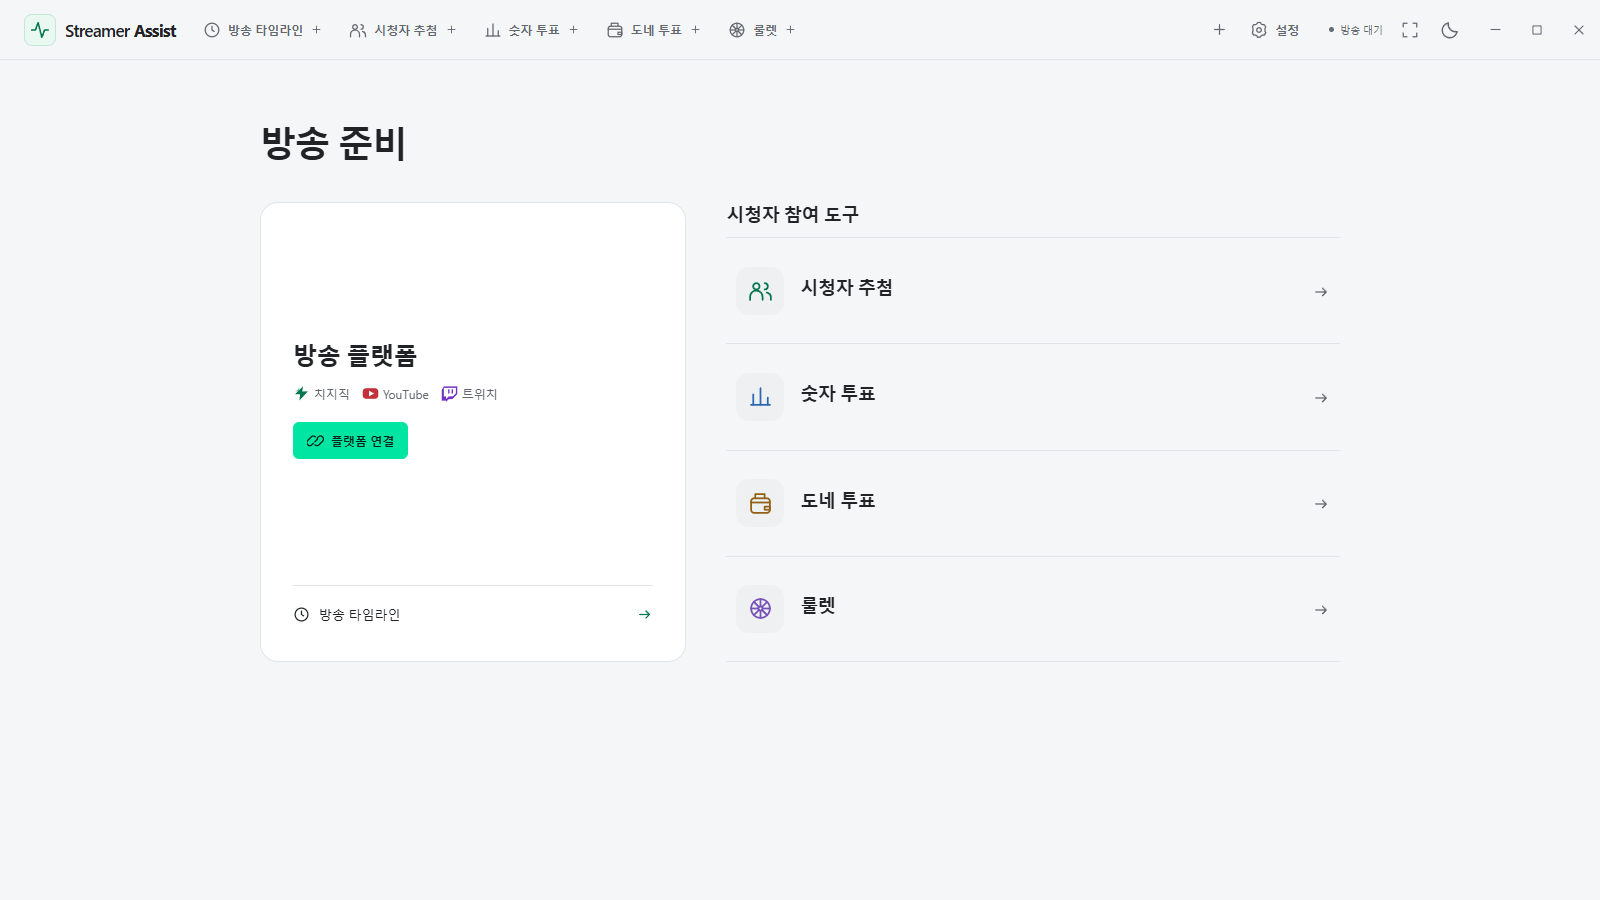 Streamer Assist 방송 타임라인 + 시청자 추첨 + 숫자 투표 + 도네 투표 + 룰렛 + + 설정 • 방송 대기
방송 준비
방송 플랫폼
치지직 YouTube 트위치
플랫폼 연결
방송 타임라인 →
시청자 참여 도구
시청자 추첨 →
숫자 투표 →
도네 투표 →
룰렛 →